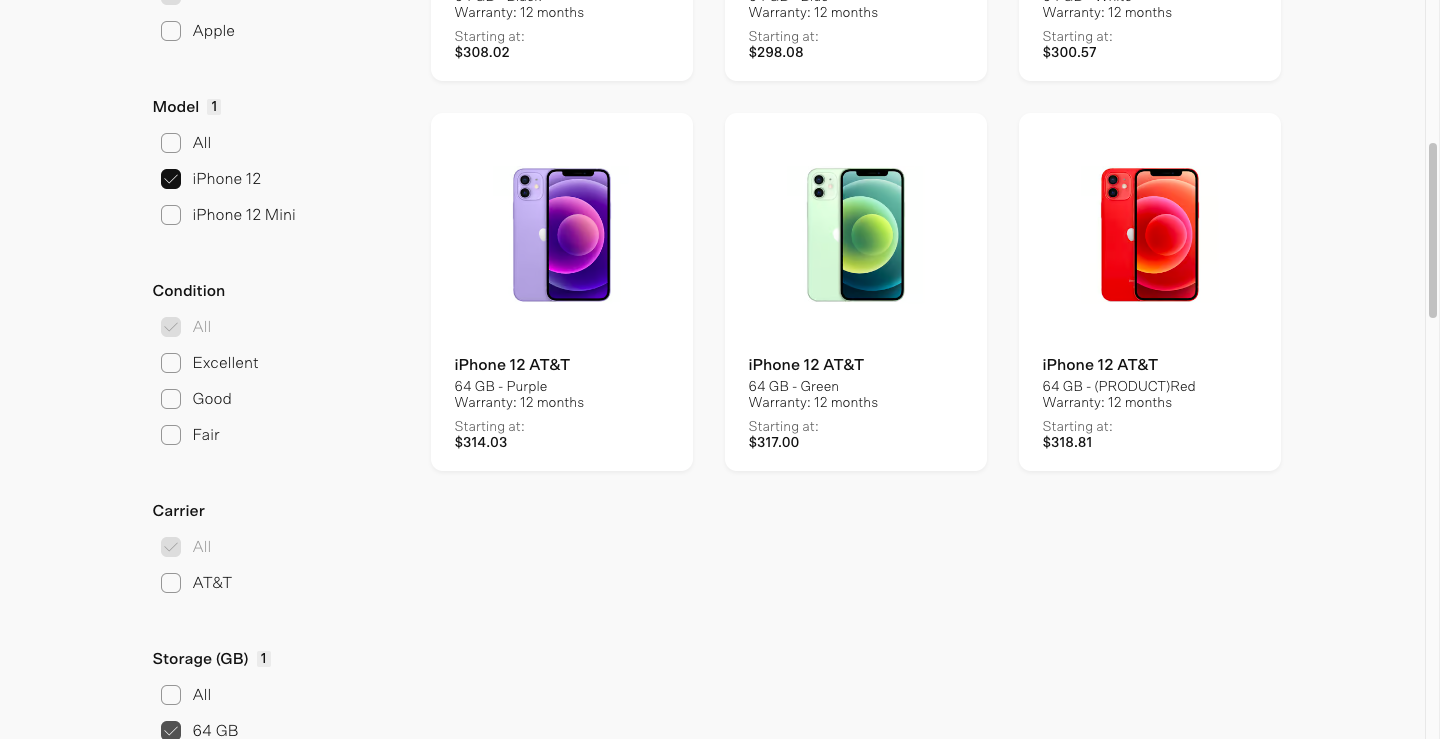 Apple
Model 1
All
iPhone 12
iPhone 12 Mini
Condition
All
Excellent
Good
Fair
Carrier
All
AT&T
Storage (GB) 1
All
64 GB
Warranty: 12 months
Starting at:
$308.02
Warranty: 12 months
Starting at:
$298.08
Warranty: 12 months
Starting at:
$300.57
iPhone 12 AT&T
64 GB - Purple
Warranty: 12 months
Starting at:
$314.03
iPhone 12 AT&T
64 GB - Green
Warranty: 12 months
Starting at:
$317.00
iPhone 12 AT&T
64 GB - (PRODUCT)Red
Warranty: 12 months
Starting at:
$318.81